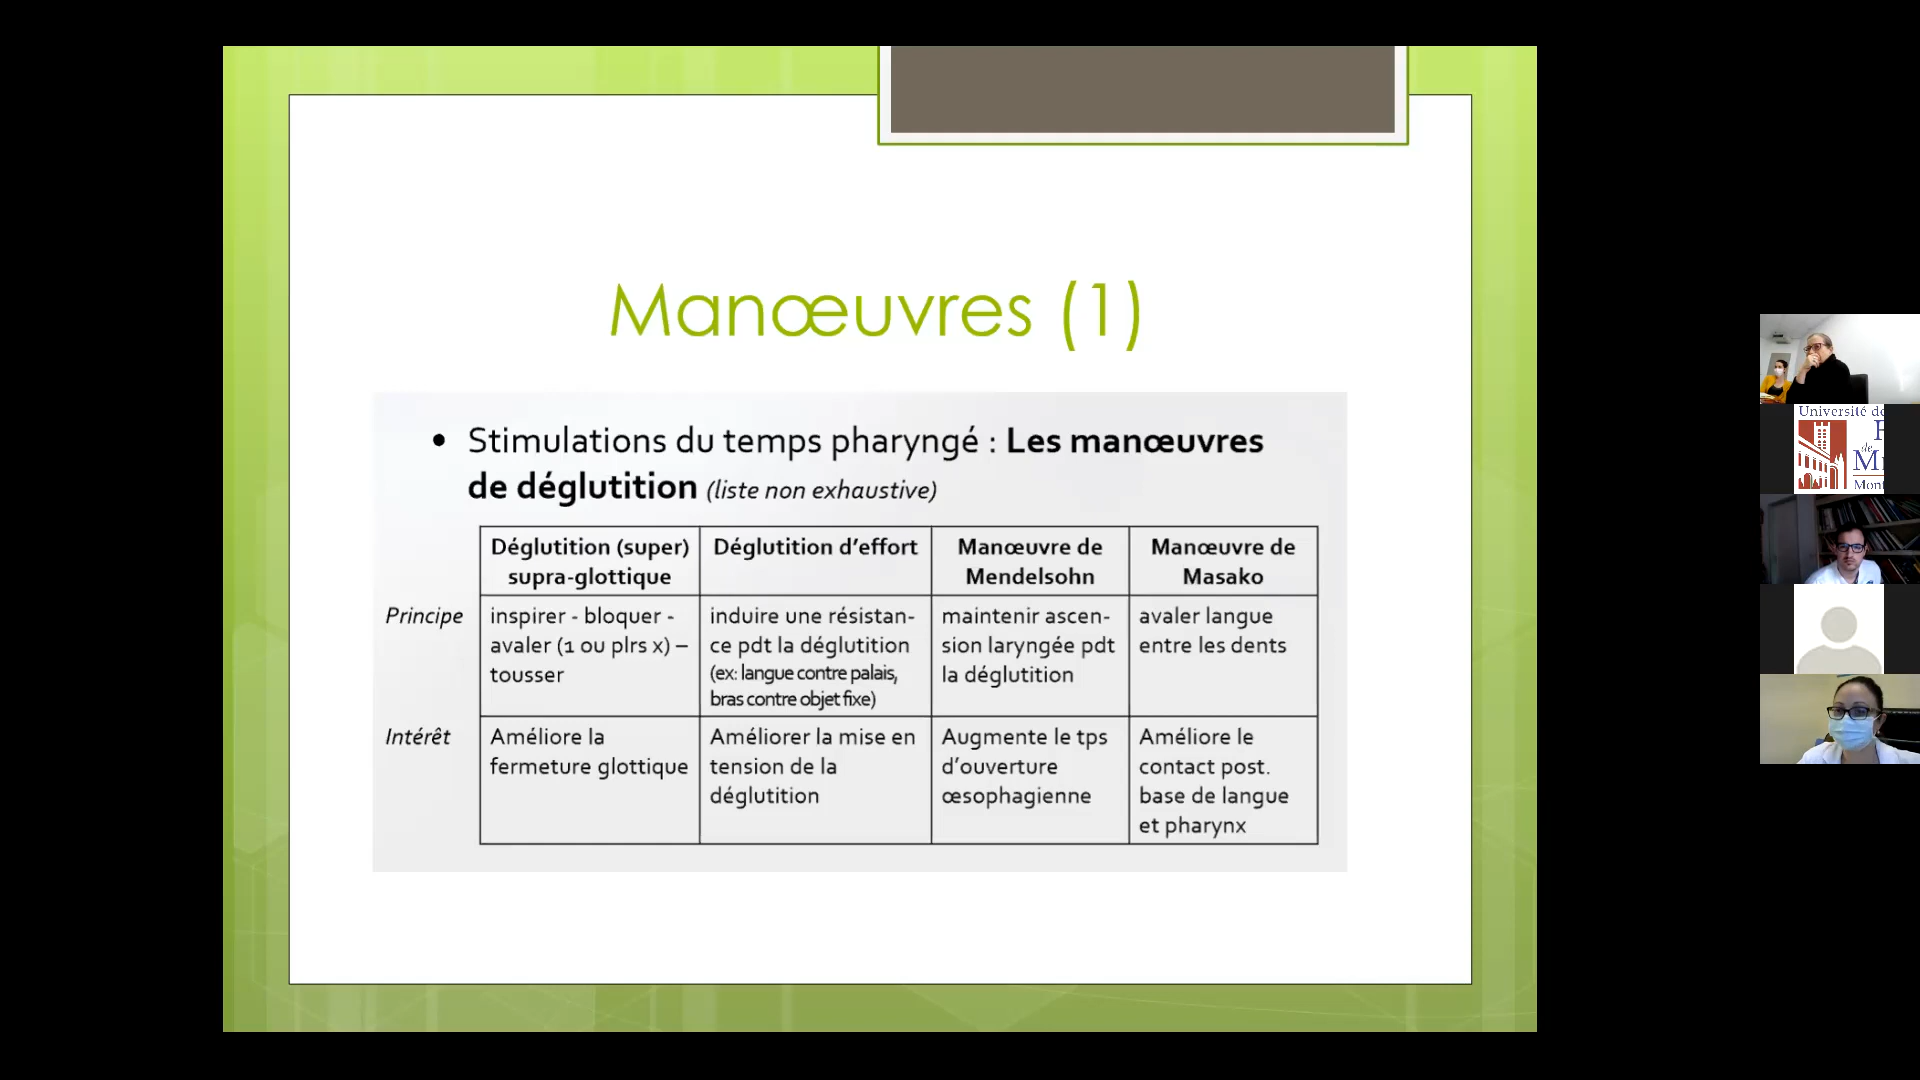 Manœuvres (1)
• Stimulations du temps pharyngé : Les manœuvres
de déglutition (liste non exhaustive)
Déglutition (super)
supra-glottique
Déglutition d'effort
Manœuvre de
Mendelsohn
Manœuvre de
Masako
Principe
inspirer - bloquer -
avaler (1 ou plrs x) –
tousser
induire une résistan-
ce pdt la déglutition
(ex: langue contre palais,
bras contre objet fixe)
maintenir ascen-
sion laryngée pdt
la déglutition
avaler langue
entre les dents
Intérêt
Améliore la
fermeture glottique
Améliorer la mise en
tension de la
déglutition
Augmente le tps
d'ouverture
œsophagienne
Améliore le
contact post.
base de langue
et pharynx
Université
de
Mont